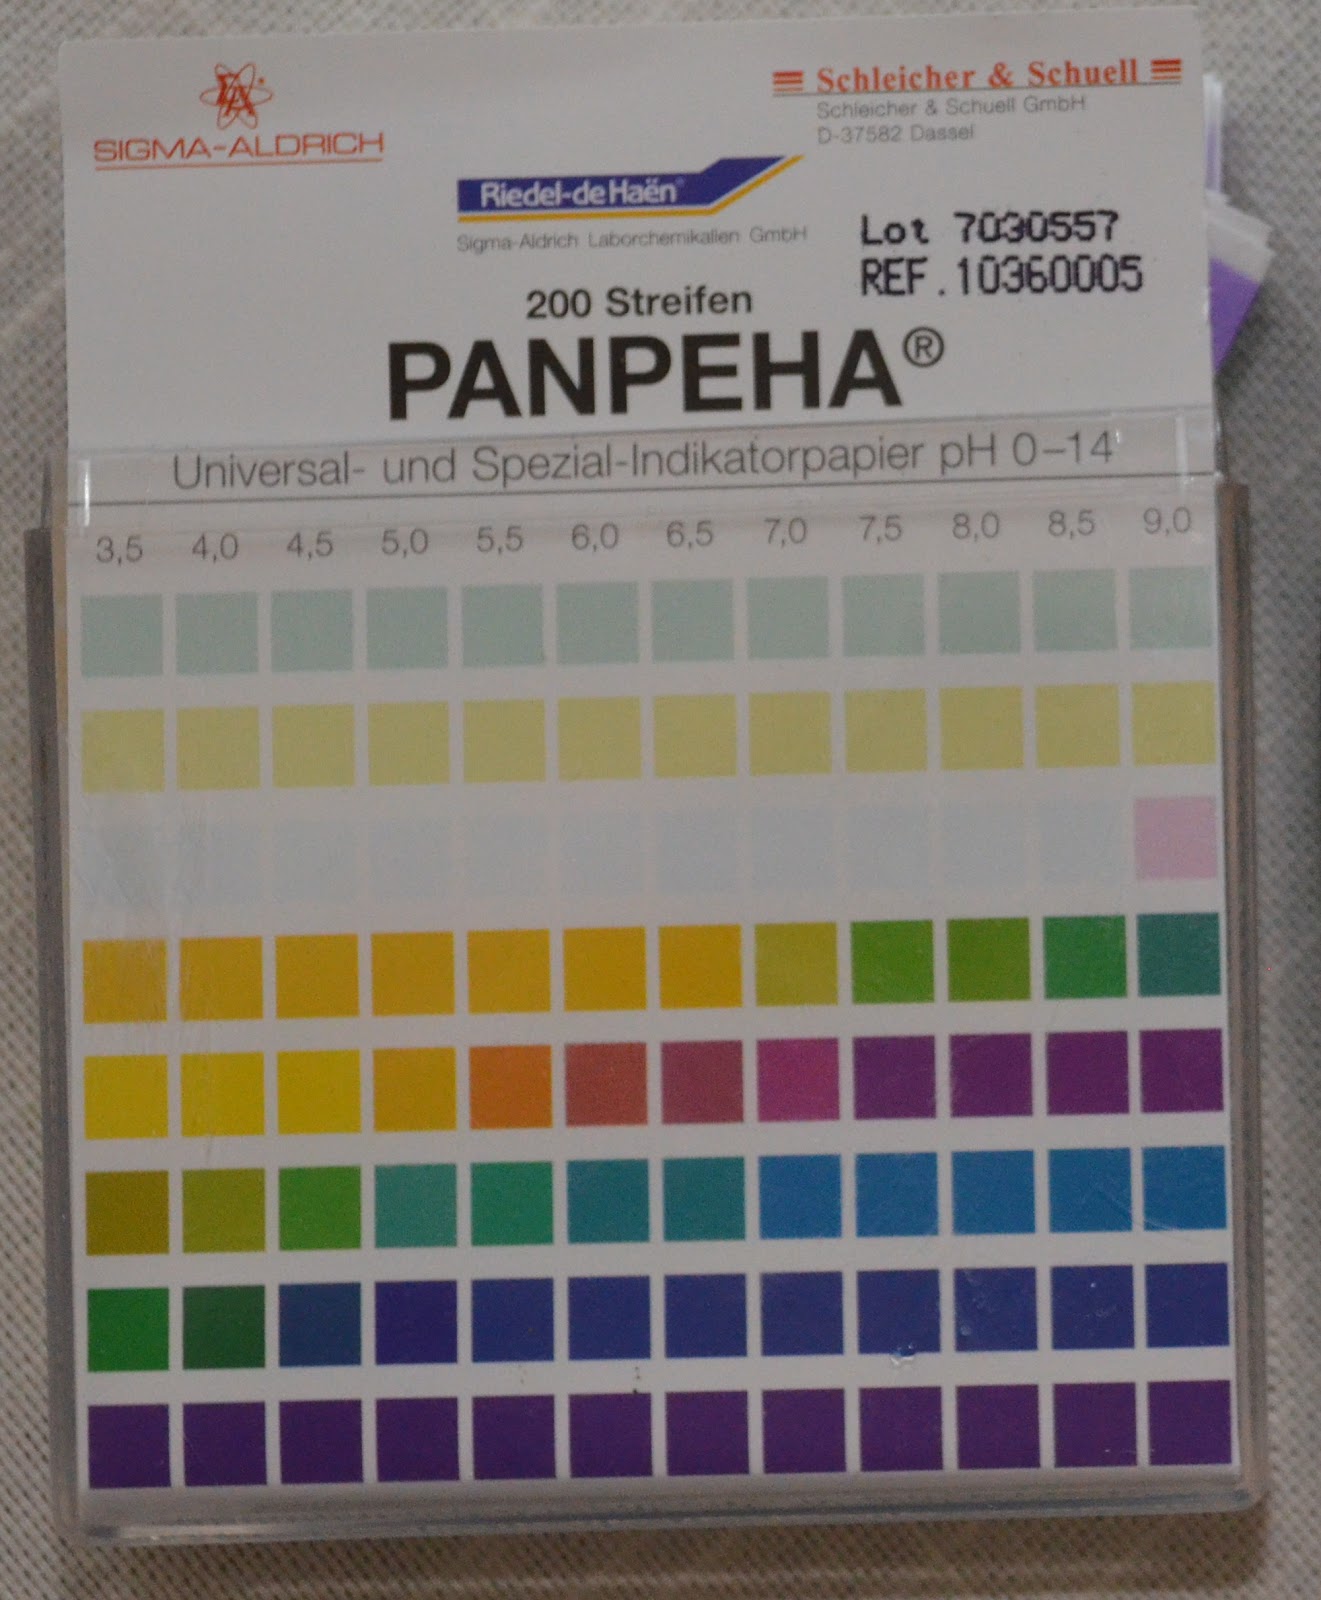 SIGMA-ALDRICH
Schleicher & Schuell
Schleicher & Schuell GmbH
D-37582 Dassel
Riedel-de Haën®
Sigma-Aldrich Laborchemikalien GmbH
Lot 7030557
REF.10360005
200 Streifen
PANPEHA®
Universal- und Spezial-Indikatorpapier pH 0–14
3,5 4,0 4,5 5,0 5,5 6,0 6,5 7,0 7,5 8,0 8,5 9,0